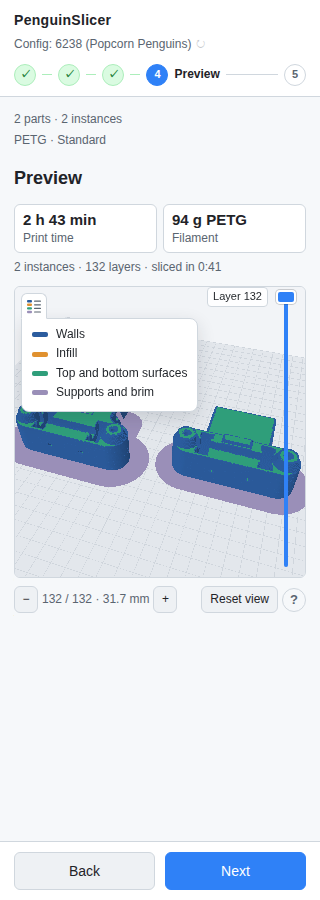 PenguinSlicer
Config: 6238 (Popcorn Penguins)
4 Preview 5
2 parts · 2 instances
PETG · Standard
Preview
2 h 43 min
Print time
94 g PETG
Filament
2 instances · 132 layers · sliced in 0:41
Layer 132
Walls
Infill
Top and bottom surfaces
Supports and brim
− 132 / 132 · 31.7 mm + Reset view ?
Back Next